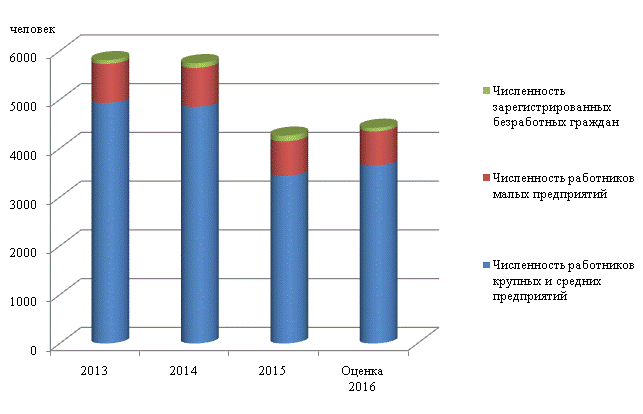 человек
6000
5000
4000
3000
2000
1000
0
2013
2014
2015
Оценка
2016
Численность
зарегистрированных
безработных граждан
Численность работников
малых предприятий
Численность работников
крупных и средних
предприятий